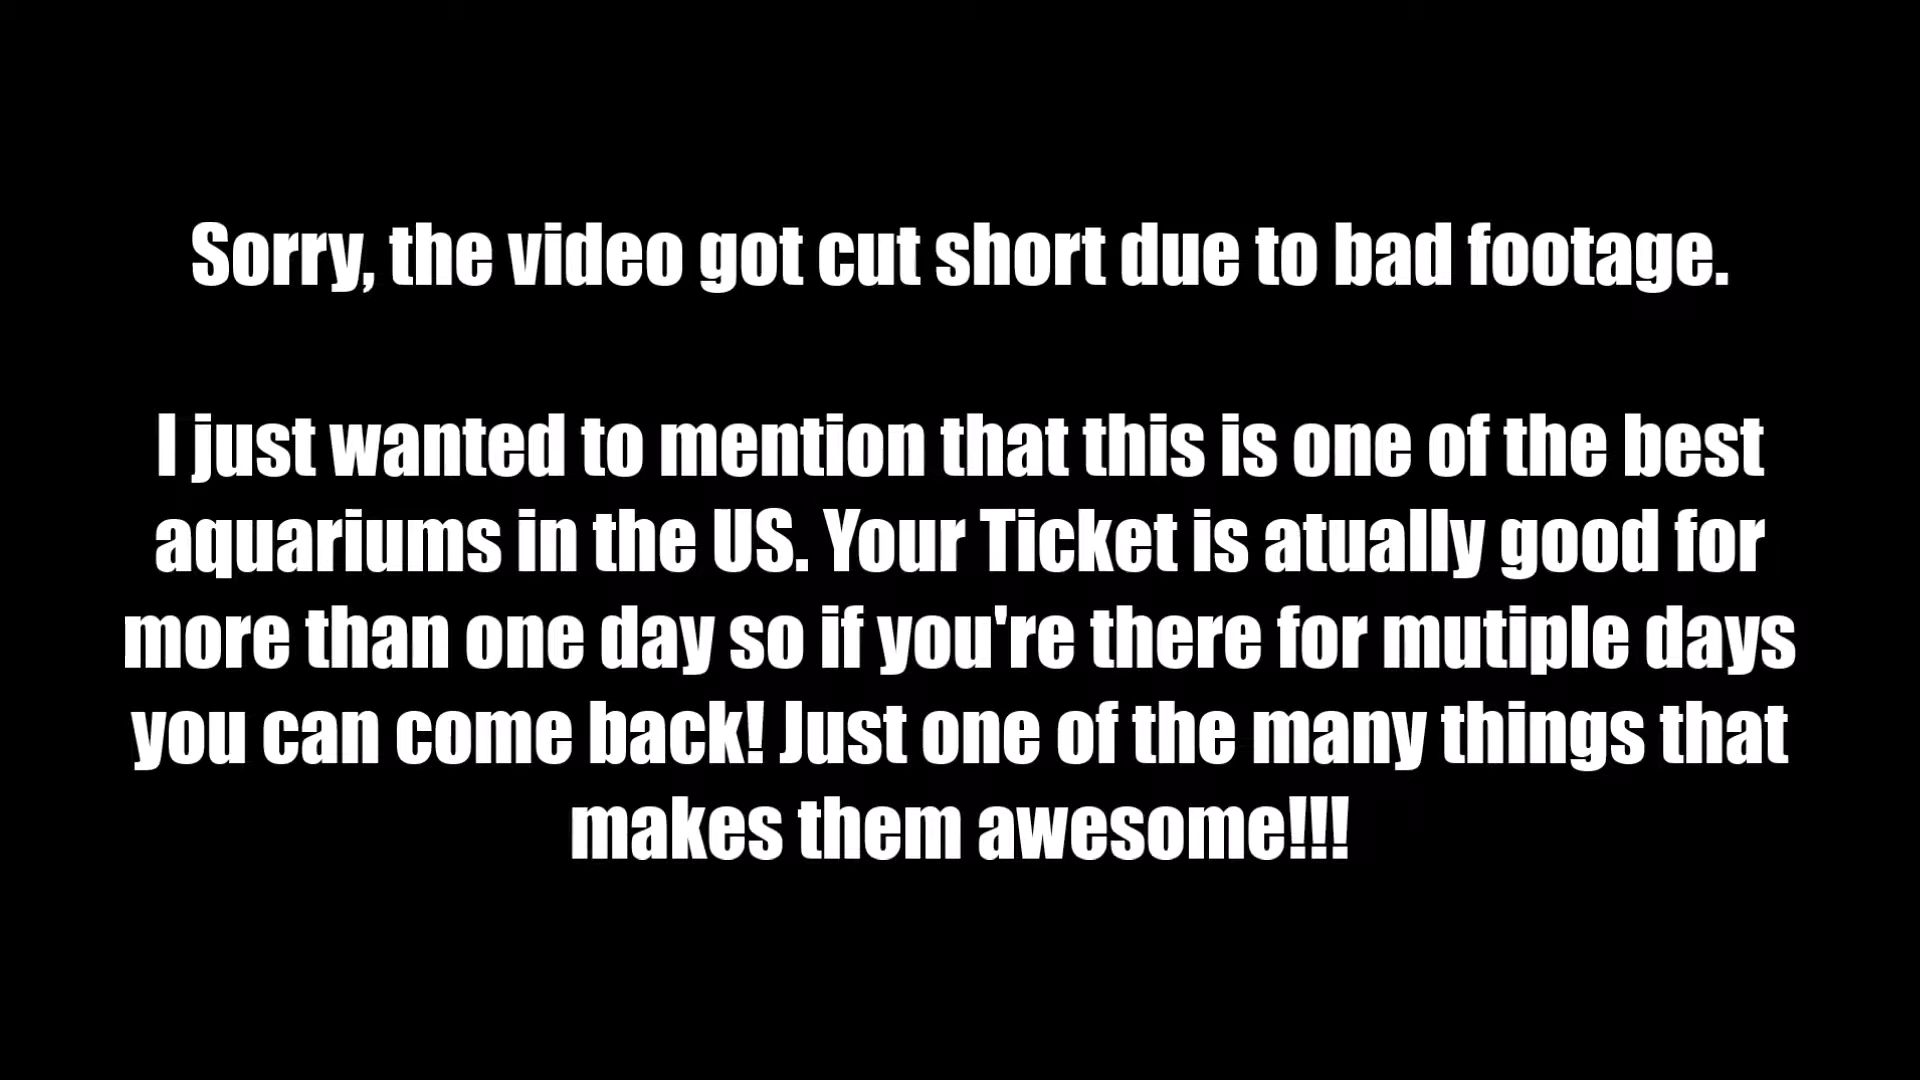 Sorry, the video got cut short due to bad footage.
I just wanted to mention that this is one of the best
aquariums in the US. Your Ticket is atually good for
more than one day so if you're there for mutiple days
you can come back! Just one of the many things that
makes them awesome!!!